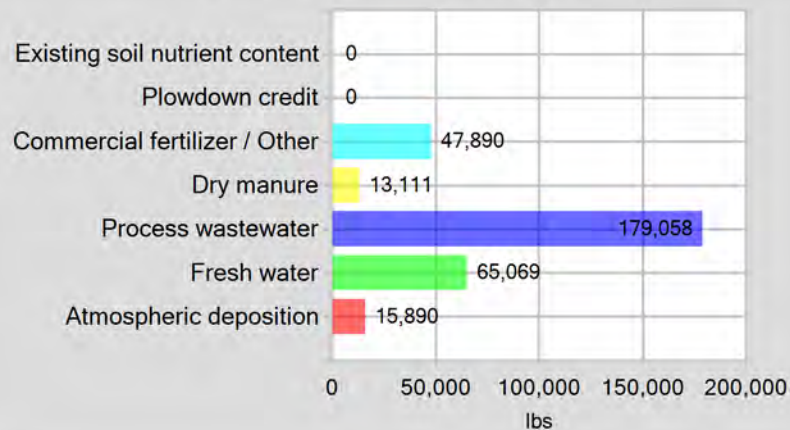 Existing soil nutrient content 0
Plowdown credit 0
Commercial fertilizer / Other 47,890
Dry manure 13,111
Process wastewater 179,058
Fresh water 65,069
Atmospheric deposition 15,890
0 50,000 100,000 150,000 200,000
lbs